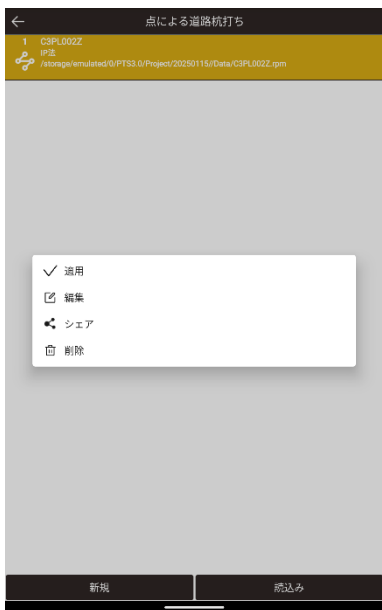 点による道路杭打ち
1 C3PL002Z
IP法
/storage/emulated/0/PTS3.0/Project/20250115//Data/C3PL002Z.rpm
適用
編集
シェア
削除
新規
読込み